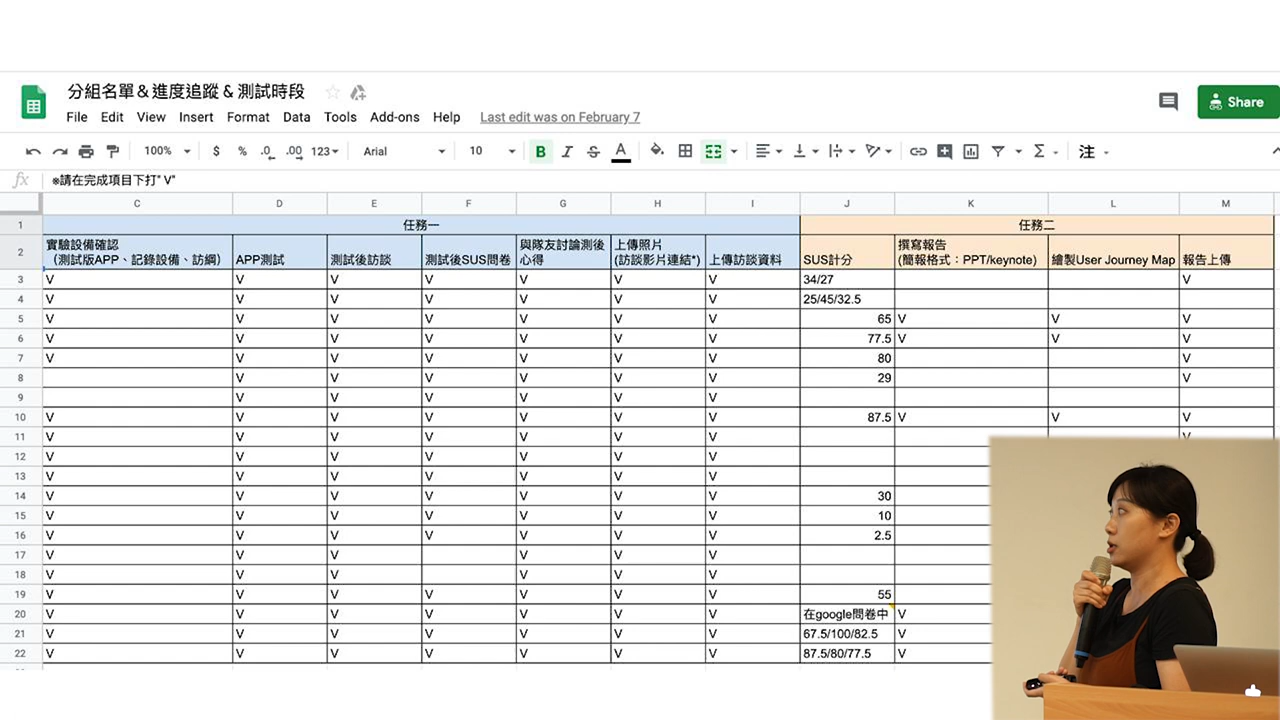 分組名單＆進度追蹤 & 測試時段
File Edit View Insert Format Data Tools Add-ons Help Last edit was on February 7
Share
100% $ % .0 .00 123 Arial 10 B I S A 注
fx ※請在完成項目下打" V"
C D E F G H I J K L M
1 任務一 任務二
2 實驗設備確認（測試版APP、記錄設備、訪綱） APP測試 測試後訪談 測試後SUS問卷 與隊友討論測後心得 上傳照片(訪談影片連結*) 上傳訪談資料 SUS計分 撰寫報告(簡報格式：PPT/keynote) 繪製User Journey Map 報告上傳
3 V V V V V V V 34/27 V
4 V V V V V V V 25/45/32.5
5 V V V V V V V 65 V V V
6 V V V V V V V 77.5 V V V
7 V V V V V V V 80 V
8 V V V V V V 29 V
9 V V V V V V
10 V V V V V V V 87.5 V V V
11 V V V V V V V V
12 V V V V V V V
13 V V V V V V V
14 V V V V V V V 30
15 V V V V V V V 10
16 V V V V V V V 2.5
17 V V V V V V
18 V V V V V V
19 V V V V V V V 55
20 V V V V V V V 在google問卷中 V
21 V V V V V V V 67.5/100/82.5 V
22 V V V V V V V 87.5/80/77.5 V